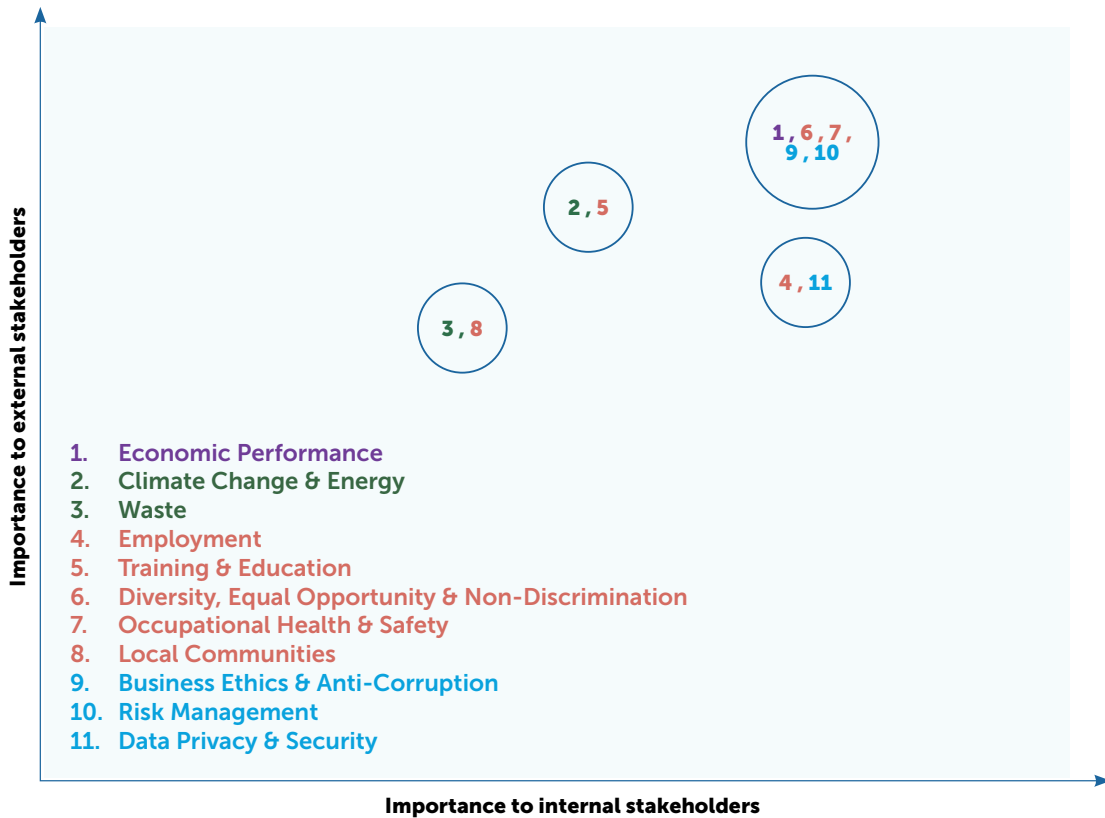 Importance to external stakeholders
1 , 6 , 7 ,
9 , 10
2 , 5
4 , 11
3 , 8
1. Economic Performance
2. Climate Change & Energy
3. Waste
4. Employment
5. Training & Education
6. Diversity, Equal Opportunity & Non-Discrimination
7. Occupational Health & Safety
8. Local Communities
9. Business Ethics & Anti-Corruption
10. Risk Management
11. Data Privacy & Security
Importance to internal stakeholders